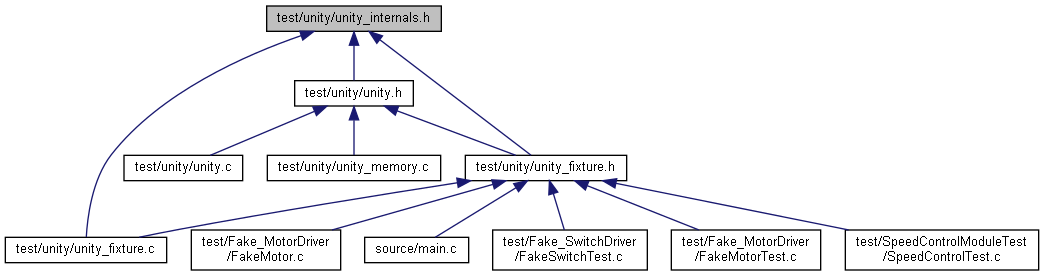 test/unity/unity_internals.h
test/unity/unity.h
test/unity/unity.c
test/unity/unity_memory.c
test/unity/unity_fixture.h
test/unity/unity_fixture.c
test/Fake_MotorDriver
/FakeMotor.c
source/main.c
test/Fake_SwitchDriver
/FakeSwitchTest.c
test/Fake_MotorDriver
/FakeMotorTest.c
test/SpeedControlModuleTest
/SpeedControlTest.c